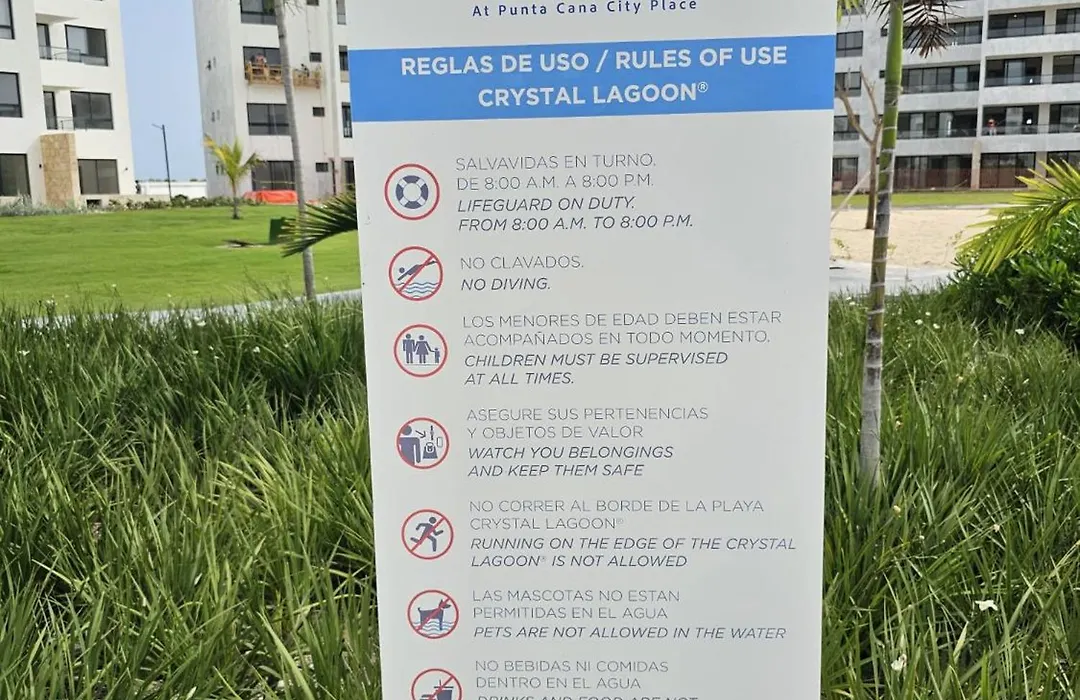 At Punta Cana City Place
REGLAS DE USO / RULES OF USE
CRYSTAL LAGOON®
SALVAVIDAS EN TURNO.
DE 8:00 A.M. A 8:00 P.M.
LIFEGUARD ON DUTY.
FROM 8:00 A.M. TO 8:00 P.M.
NO CLAVADOS.
NO DIVING.
LOS MENORES DE EDAD DEBEN ESTAR
ACOMPAÑADOS EN TODO MOMENTO.
CHILDREN MUST BE SUPERVISED
AT ALL TIMES.
ASEGURE SUS PERTENENCIAS
Y OBJETOS DE VALOR
WATCH YOU BELONGINGS
AND KEEP THEM SAFE
NO CORRER AL BORDE DE LA PLAYA
CRYSTAL LAGOON®
RUNNING ON THE EDGE OF THE CRYSTAL
LAGOON® IS NOT ALLOWED
LAS MASCOTAS NO ESTAN
PERMITIDAS EN EL AGUA
PETS ARE NOT ALLOWED IN THE WATER
NO BEBIDAS NI COMIDAS
DENTRO EN EL AGUA
DRINKS AND FOOD ARE NOT